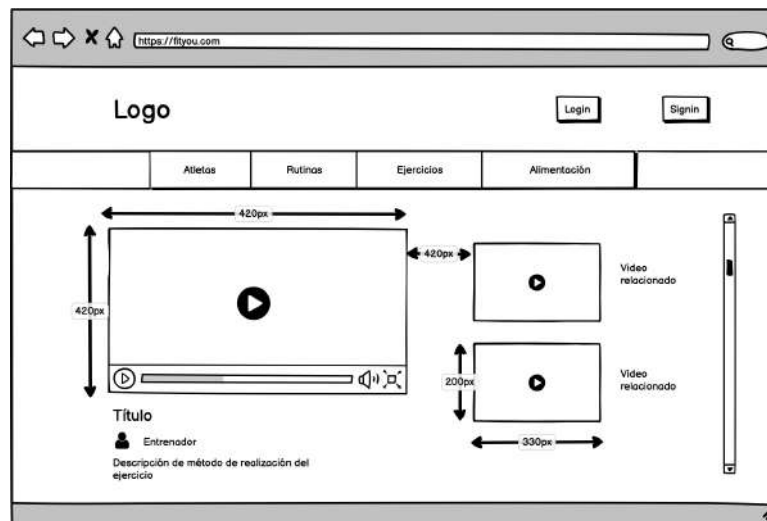 https://fityou.com
Logo
Login
Signin
Atletas
Rutinas
Ejercicios
Alimentación
420px
420px
420px
Video
relacionado
200px
Video
relacionado
330px
Título
Entrenador
Descripción de método de realización del
ejercicio